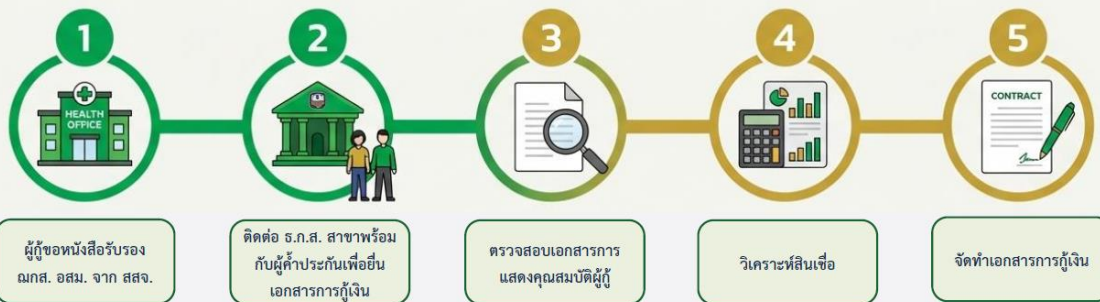 1
2
3
4
5
HEALTH
OFFICE
CONTRACT
ผู้กู้ขอหนังสือรับรอง
ฌกส. อสม. จาก สสจ.
ติดต่อ ธ.ก.ส. สาขาพร้อม
กับผู้ค้ำประกันเพื่อยื่น
เอกสารการกู้เงิน
ตรวจสอบเอกสารการ
แสดงคุณสมบัติผู้กู้
วิเคราะห์สินเชื่อ
จัดทำเอกสารการกู้เงิน